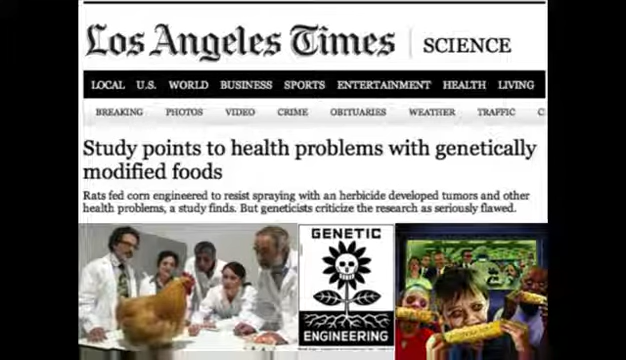 Los Angeles Times | SCIENCE
LOCAL U.S. WORLD BUSINESS SPORTS ENTERTAINMENT HEALTH LIVING
BREAKING PHOTOS VIDEO CRIME OBITUARIES WEATHER TRAFFIC C
Study points to health problems with genetically
modified foods
Rats fed corn engineered to resist spraying with an herbicide developed tumors and other
health problems, a study finds. But geneticists criticize the research as seriously flawed.
GENETIC
ENGINEERING